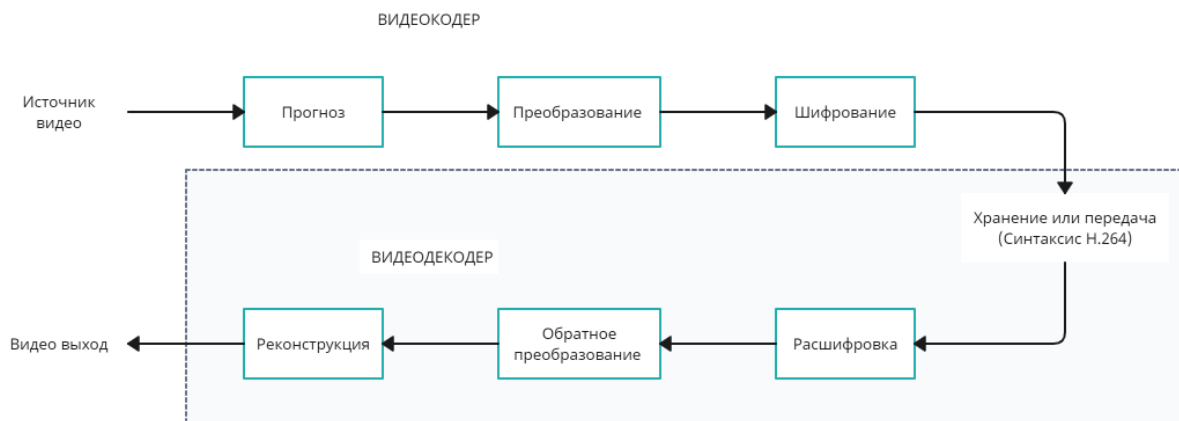 ВИДЕОКОДЕР
Источник
видео
Прогноз
Преобразование
Шифрование
Хранение или передача
(Синтаксис H.264)
ВИДЕОДЕКОДЕР
Видео выход
Реконструкция
Обратное
преобразование
Расшифровка